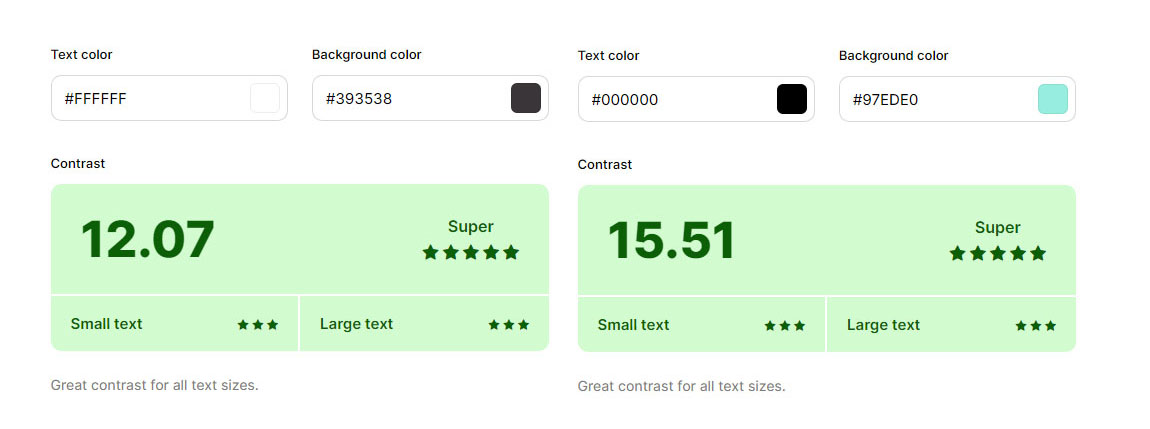 Text color
Background color
#FFFFFF
#393538
Contrast
12.07
Super
Small text
Large text
Great contrast for all text sizes.
Text color
Background color
#000000
#97EDE0
Contrast
15.51
Super
Small text
Large text
Great contrast for all text sizes.